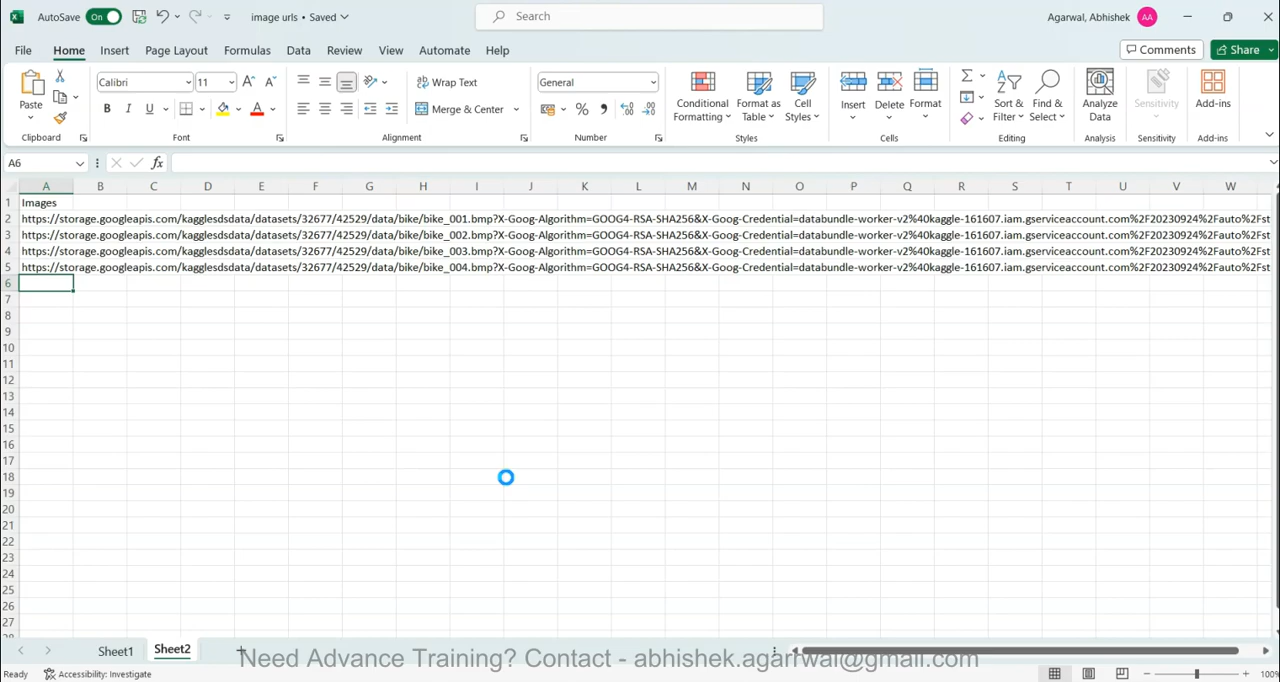 AutoSave On image urls • Saved Search Agarwal, Abhishek AA
File Home Insert Page Layout Formulas Data Review View Automate Help Comments Share
Paste Calibri 11 Wrap Text General Conditional Formatting Format as Table Cell Styles Insert Delete Format Sort & Filter Find & Select Analyze Data Sensitivity Add-ins
B I U Merge & Center
Clipboard Font Alignment Number Styles Cells Editing Analysis Sensitivity Add-ins
A6 fx
A B C D E F G H I J K L M N O P Q R S T U V W
1 Images
2 https://storage.googleapis.com/kagglesdsdata/datasets/32677/42529/data/bike/bike_001.bmp?X-Goog-Algorithm=GOOG4-RSA-SHA256&X-Goog-Credential=databundle-worker-v2%40kaggle-161607.iam.gserviceaccount.com%2F20230924%2Fauto%2Fst
3 https://storage.googleapis.com/kagglesdsdata/datasets/32677/42529/data/bike/bike_002.bmp?X-Goog-Algorithm=GOOG4-RSA-SHA256&X-Goog-Credential=databundle-worker-v2%40kaggle-161607.iam.gserviceaccount.com%2F20230924%2Fauto%2Fst
4 https://storage.googleapis.com/kagglesdsdata/datasets/32677/42529/data/bike/bike_003.bmp?X-Goog-Algorithm=GOOG4-RSA-SHA256&X-Goog-Credential=databundle-worker-v2%40kaggle-161607.iam.gserviceaccount.com%2F20230924%2Fauto%2Fst
5 https://storage.googleapis.com/kagglesdsdata/datasets/32677/42529/data/bike/bike_004.bmp?X-Goog-Algorithm=GOOG4-RSA-SHA256&X-Goog-Credential=databundle-worker-v2%40kaggle-161607.iam.gserviceaccount.com%2F20230924%2Fauto%2Fst
6
7
8
9
10
11
12
13
14
15
16
17
18
19
20
21
22
23
24
25
26
27
Sheet1 Sheet2
Need Advance Training? Contact - abhishek.agarrwal@gmail.com
Ready Accessibility: Investigate 100%